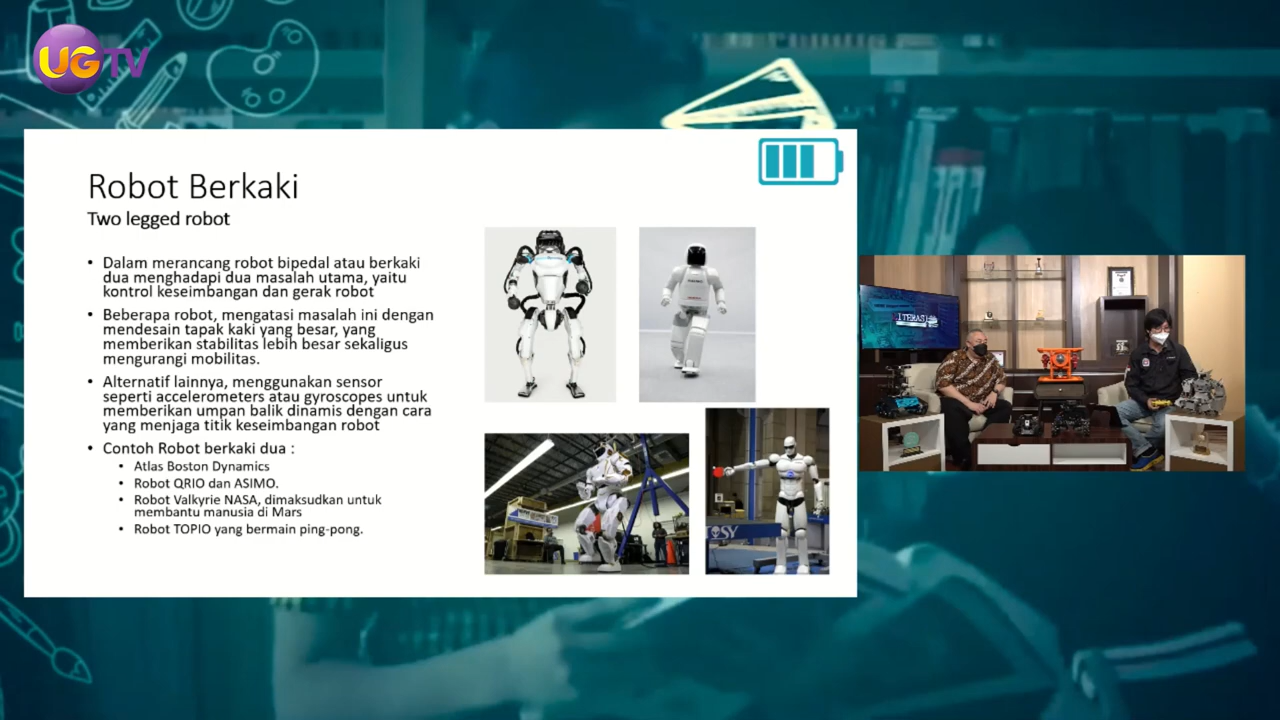 UGTV
Robot Berkaki
Two legged robot
• Dalam merancang robot bipedal atau berkaki
dua menghadapi dua masalah utama, yaitu
kontrol keseimbangan dan gerak robot
• Beberapa robot, mengatasi masalah ini dengan
mendesain tapak kaki yang besar, yang
memberikan stabilitas lebih besar sekaligus
mengurangi mobilitas.
• Alternatif lainnya, menggunakan sensor
seperti accelerometers atau gyroscopes untuk
memberikan umpan balik dinamis dengan cara
yang menjaga titik keseimbangan robot
• Contoh Robot berkaki dua :
• Atlas Boston Dynamics
• Robot QRIO dan ASIMO.
• Robot Valkyrie NASA, dimaksudkan untuk
membantu manusia di Mars
• Robot TOPIO yang bermain ping-pong.
TOSY